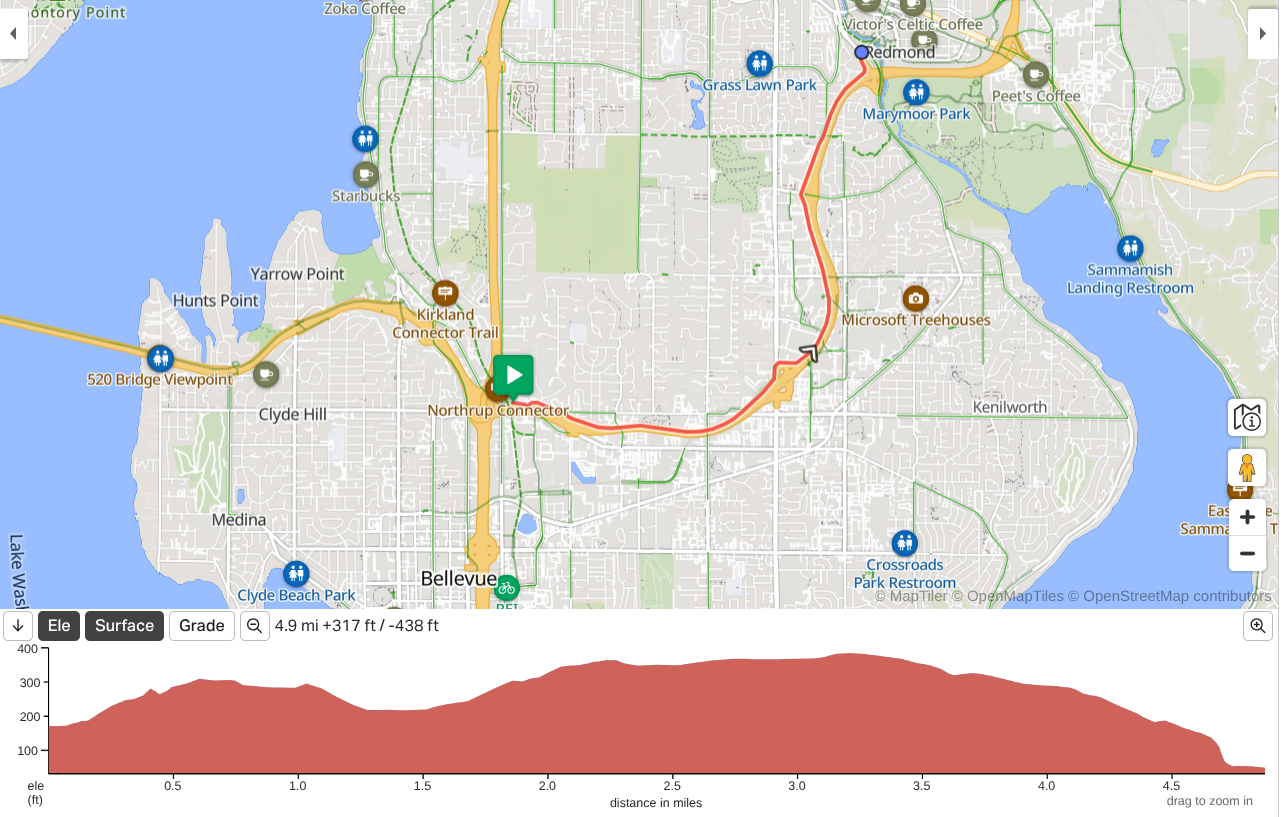 ontory Point
Zoka Coffee
Victor's Celtic Coffee
Redmond
Grass Lawn Park
Peet's Coffee
Marymoor Park
Starbucks
Yarrow Point
Sammamish
Landing Restroom
Hunts Point
Kirkland
Connector Trail
Microsoft Treehouses
520 Bridge Viewpoint
Northrup Connector
Clyde Hill
Kenilworth
Medina
Lake Was
Crossroads
Park Restroom
Bellevue
Clyde Beach Park
REI
© MapTiler © OpenMapTiles © OpenStreetMap contributors
Ele
Surface
Grade
4.9 mi +317 ft / -438 ft
400
300
200
100
ele
(ft)
0.5
1.0
1.5
2.0
2.5
3.0
3.5
4.0
4.5
distance in miles
drag to zoom in